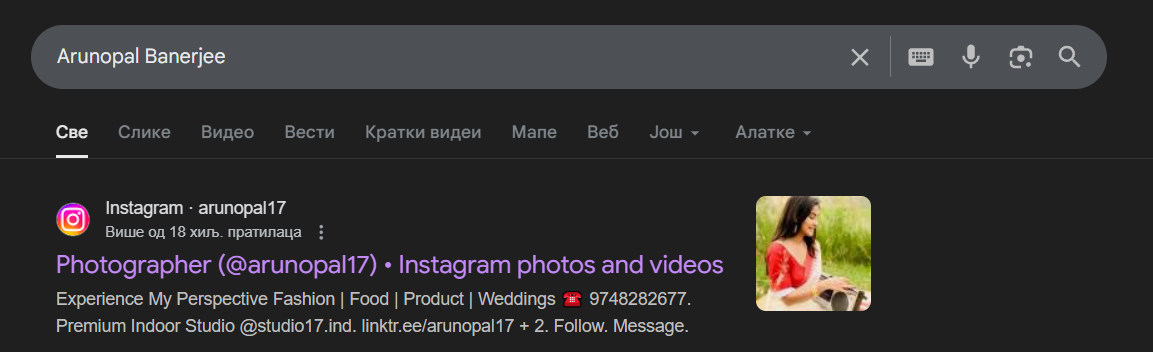 Arunopal Banerjee
Све Слике Видео Вести Кратки видеи Мапе Веб Још Алатке
Instagram · arunopal17
Више од 18 хиљ. пратилаца
Photographer (@arunopal17) • Instagram photos and videos
Experience My Perspective Fashion | Food | Product | Weddings ☎️ 9748282677.
Premium Indoor Studio @studio17.ind. linktr.ee/arunopal17 + 2. Follow. Message.